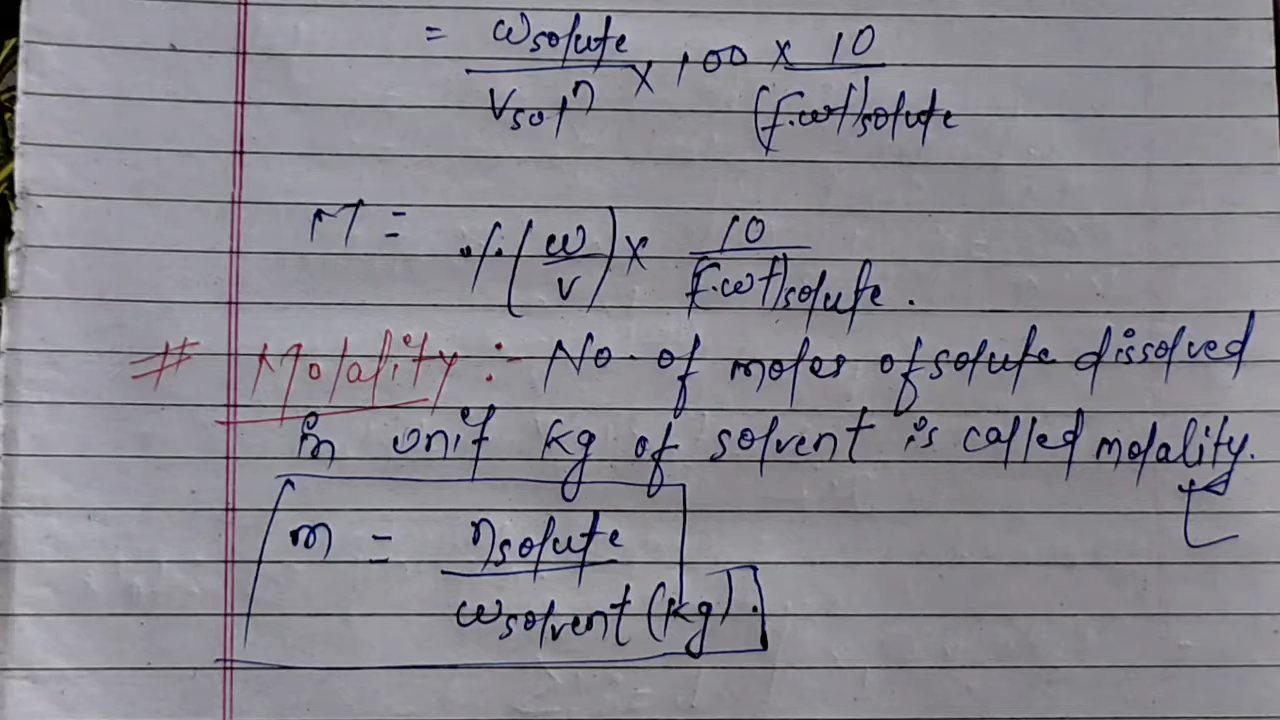 = Wsolute / Vsolⁿ × 100 × 10 / (f.wt)solute
M = %(w/v) × 10 / (f.wt)solute.
# Molality :- No. of moles of solute dissolved
in unit kg of solvent is called molality.
m = ηsolute / Wsolvent (kg).